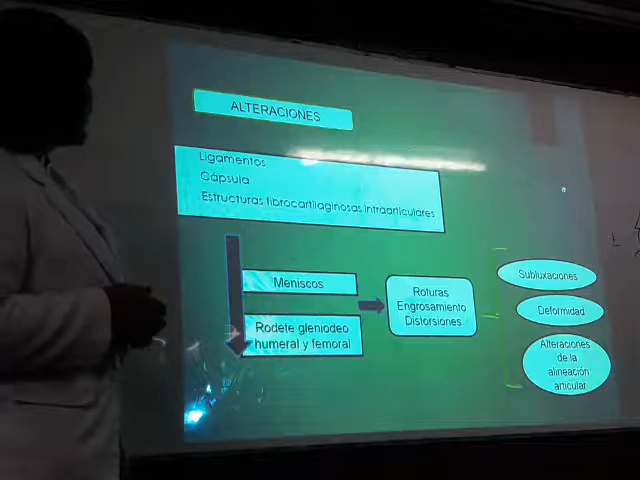 ALTERACIONES
Ligamentos
Cápsula
Estructuras fibrocartilaginosas intraarticulares
Meniscos
Rodete gleniodeo
humeral y femoral
Roturas
Engrosamiento
Distorsiones
Subluxaciones
Deformidad
Alteraciones
de la
alineación
articular